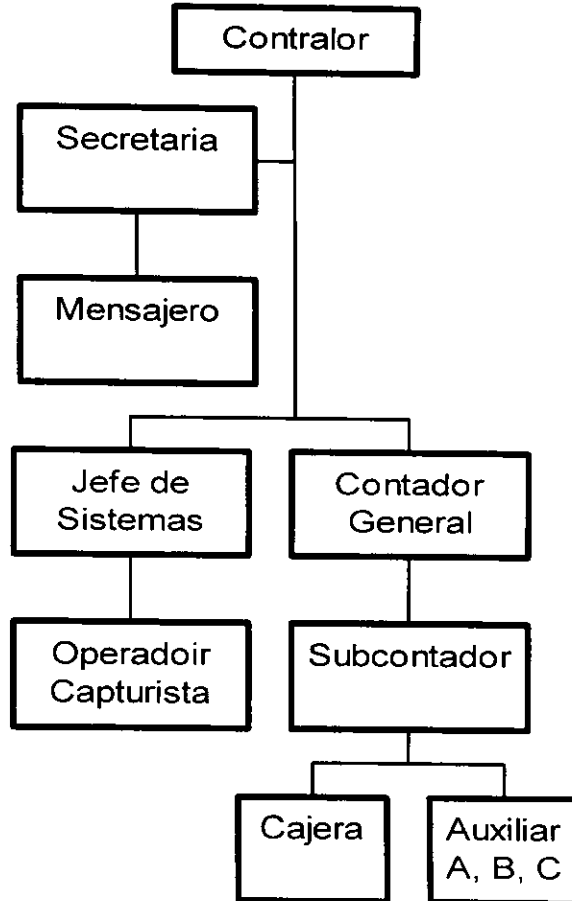 Contralor
Secretaria
Mensajero
Jefe de
Sistemas
Contador
General
Operadoir
Capturista
Subcontador
Cajera
Auxiliar
A, B, C